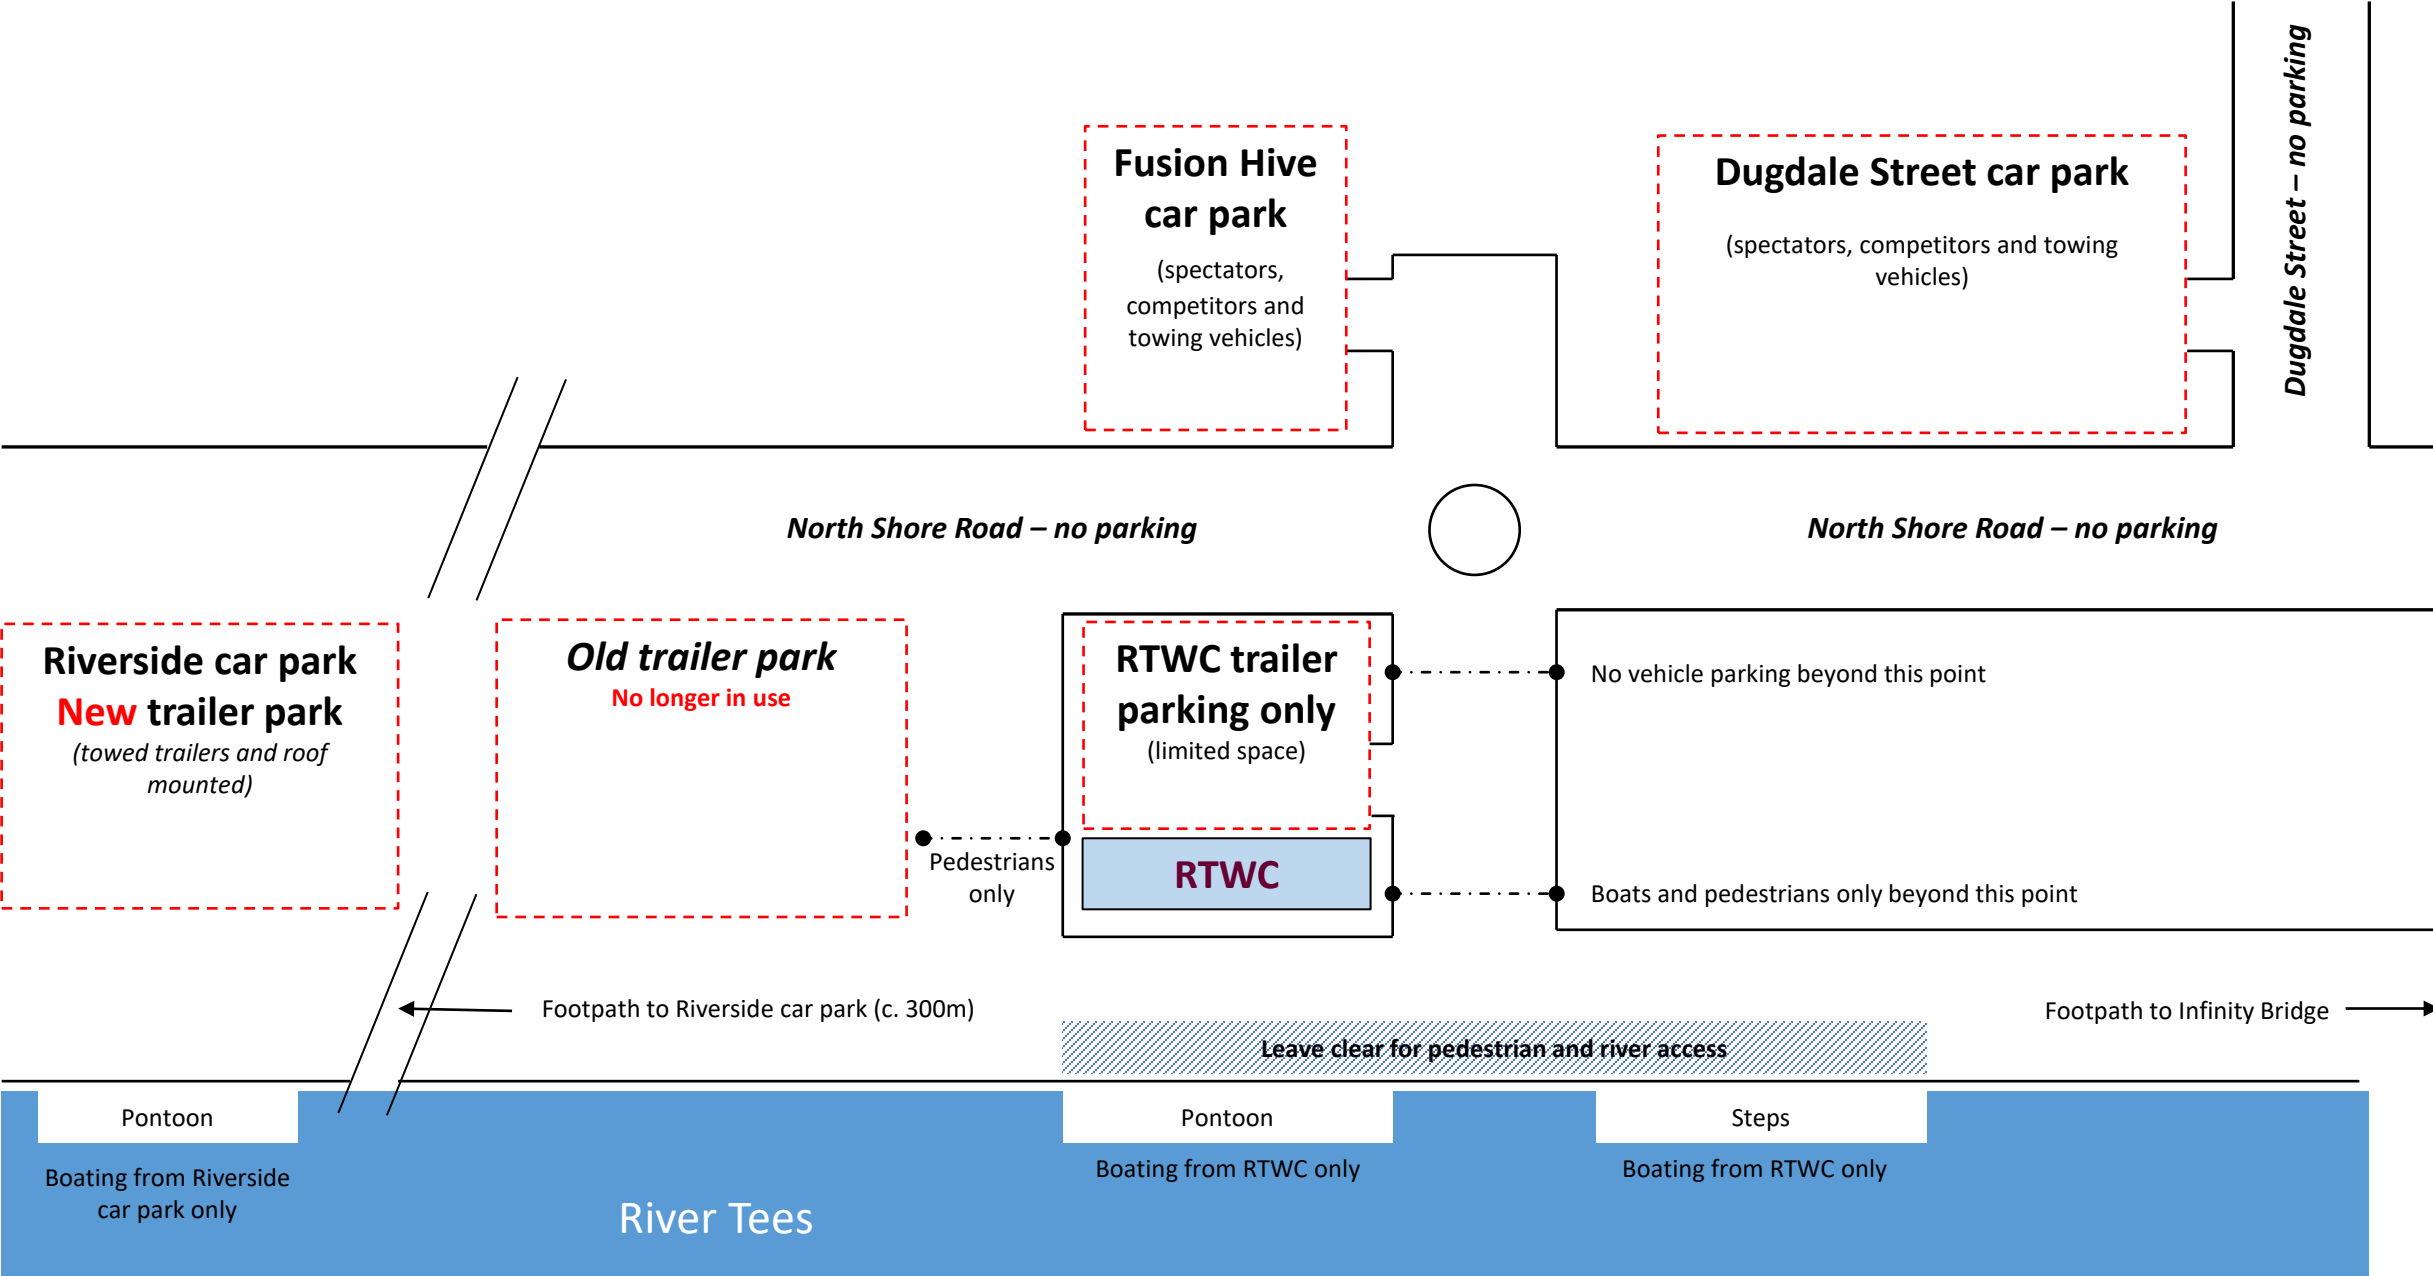 Dugdale Street – no parking
Fusion Hive
car park
(spectators,
competitors and
towing vehicles)
Dugdale Street car park
(spectators, competitors and towing
vehicles)
North Shore Road – no parking
North Shore Road – no parking
Riverside car park
New trailer park
(towed trailers and roof
mounted)
Old trailer park
No longer in use
RTWC trailer
parking only
(limited space)
No vehicle parking beyond this point
Pedestrians
only
RTWC
Boats and pedestrians only beyond this point
Footpath to Riverside car park (c. 300m)
Footpath to Infinity Bridge
Leave clear for pedestrian and river access
Pontoon
Pontoon
Steps
Boating from Riverside
car park only
Boating from RTWC only
Boating from RTWC only
River Tees